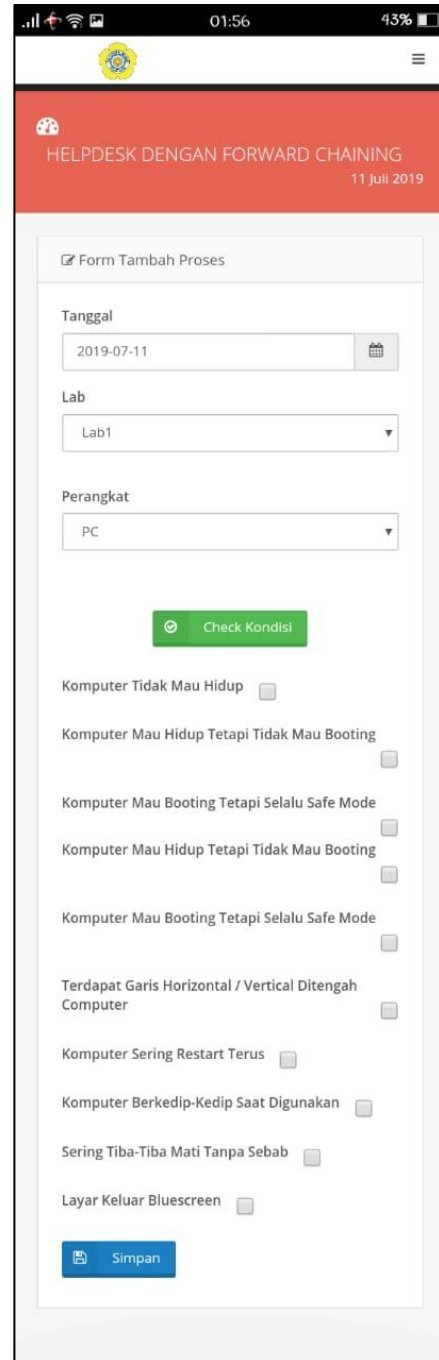 01:56
43%
HELPDESK DENGAN FORWARD CHAINING
11 Juli 2019
Form Tambah Proses
Tanggal
2019-07-11
Lab
Lab1
Perangkat
PC
Check Kondisi
Komputer Tidak Mau Hidup
Komputer Mau Hidup Tetapi Tidak Mau Booting
Komputer Mau Booting Tetapi Selalu Safe Mode
Komputer Mau Hidup Tetapi Tidak Mau Booting
Komputer Mau Booting Tetapi Selalu Safe Mode
Terdapat Garis Horizontal / Vertical Ditengah
Computer
Komputer Sering Restart Terus
Komputer Berkedip-Kedip Saat Digunakan
Sering Tiba-Tiba Mati Tanpa Sebab
Layar Keluar Bluescreen
Simpan